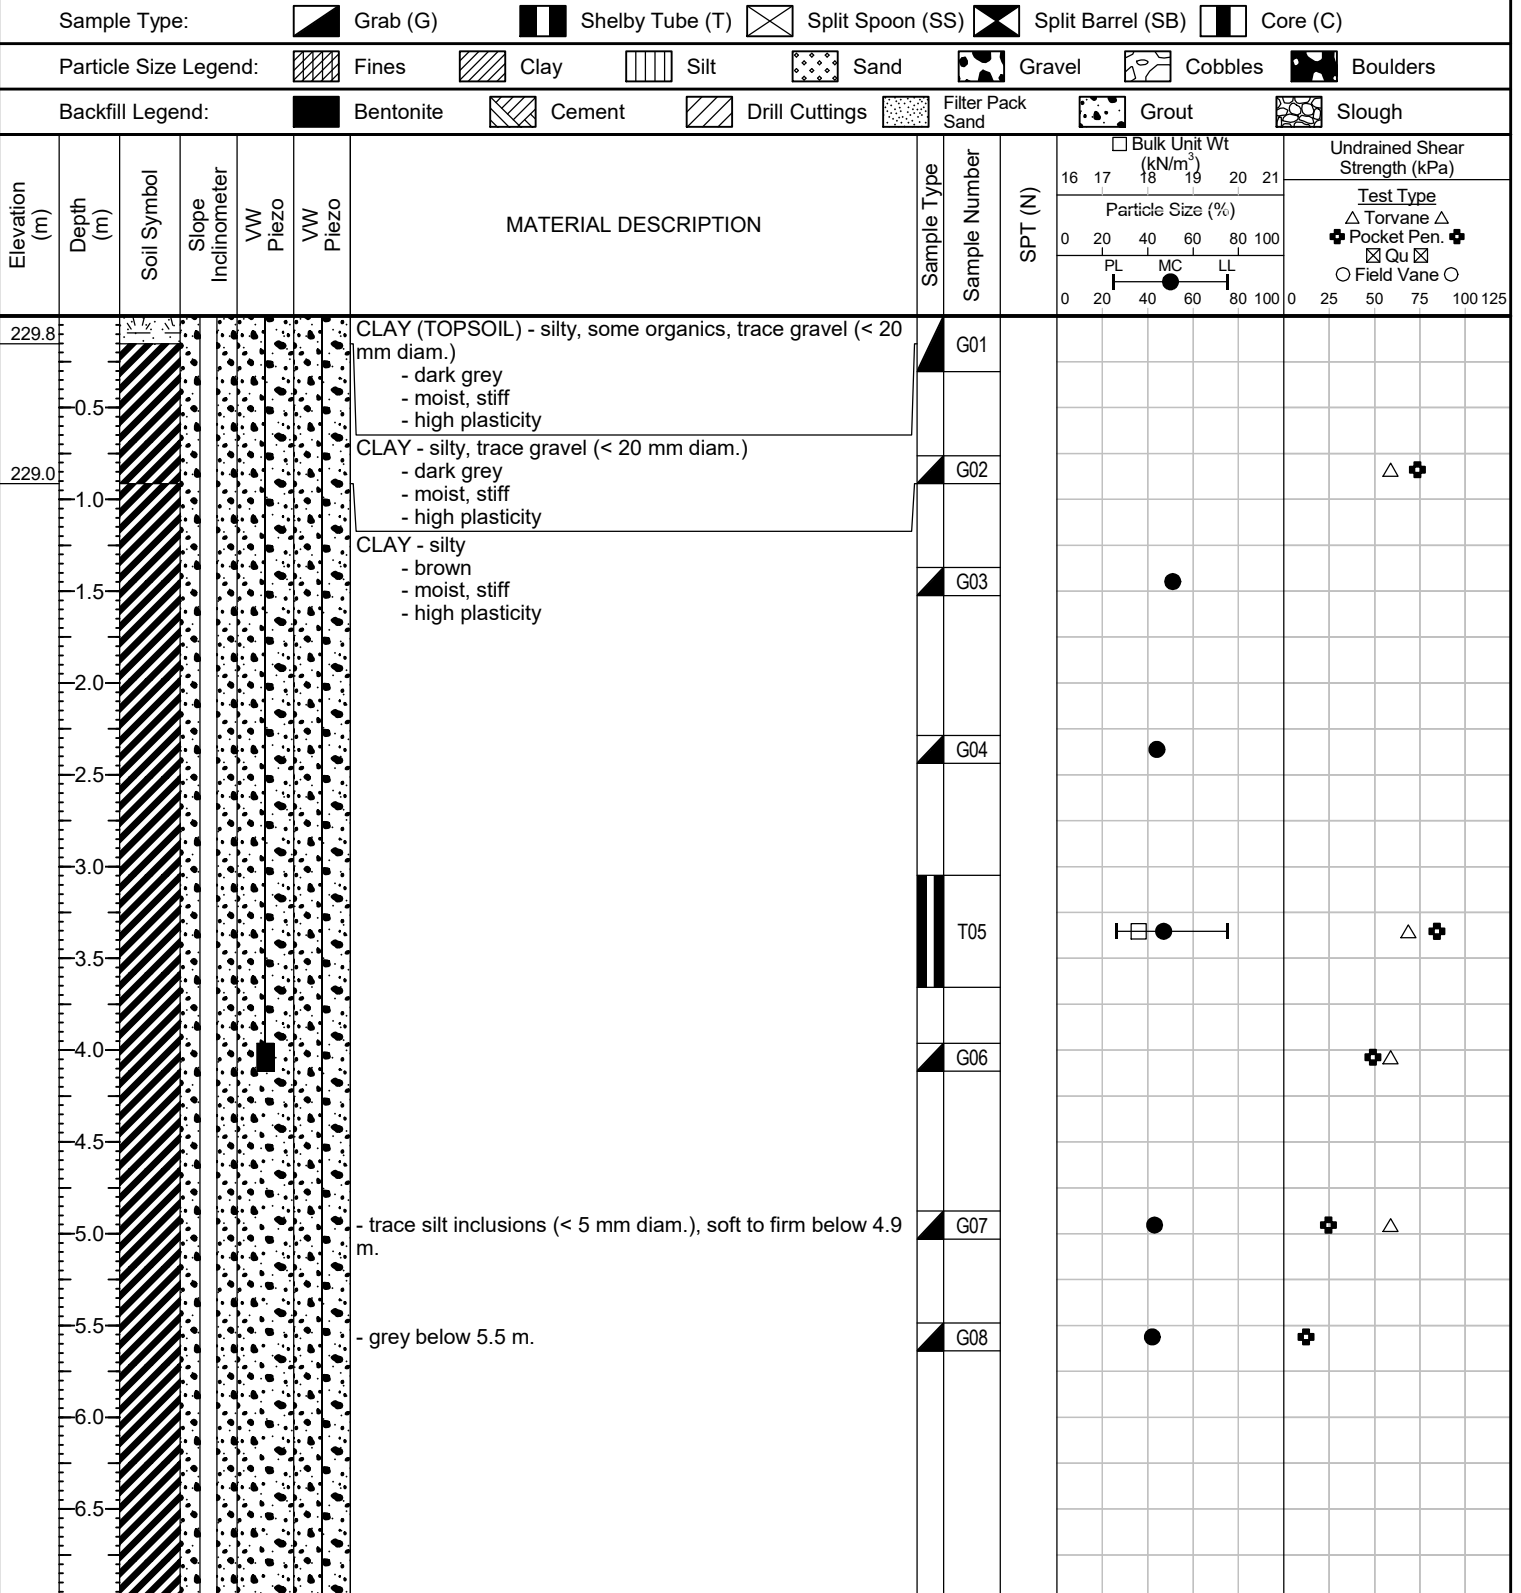 Sample Type: Grab (G) Shelby Tube (T) Split Spoon (SS) Split Barrel (SB) Core (C)
Particle Size Legend: Fines Clay Silt Sand Gravel Cobbles Boulders
Backfill Legend: Bentonite Cement Drill Cuttings Filter Pack Sand Grout Slough
Elevation (m)
Depth (m)
Soil Symbol
Slope Inclinometer
VW Piezo
VW Piezo
MATERIAL DESCRIPTION
Sample Type
Sample Number
SPT (N)
Bulk Unit Wt
(kN/m³)
16 17 18 19 20 21
Particle Size (%)
0 20 40 60 80 100
PL MC LL
0 20 40 60 80 100
Undrained Shear
Strength (kPa)
Test Type
Torvane
Pocket Pen.
Qu
Field Vane
0 25 50 75 100 125
229.8
CLAY (TOPSOIL) - silty, some organics, trace gravel (< 20
mm diam.)
G01
- dark grey
- moist, stiff
0.5
- high plasticity
CLAY - silty, trace gravel (< 20 mm diam.)
229.0
- dark grey
G02
- moist, stiff
1.0
- high plasticity
CLAY - silty
- brown
G03
- moist, stiff
1.5
- high plasticity
2.0
G04
2.5
3.0
T05
3.5
4.0
G06
4.5
- trace silt inclusions (< 5 mm diam.), soft to firm below 4.9
m.
G07
5.0
5.5
- grey below 5.5 m.
G08
6.0
6.5